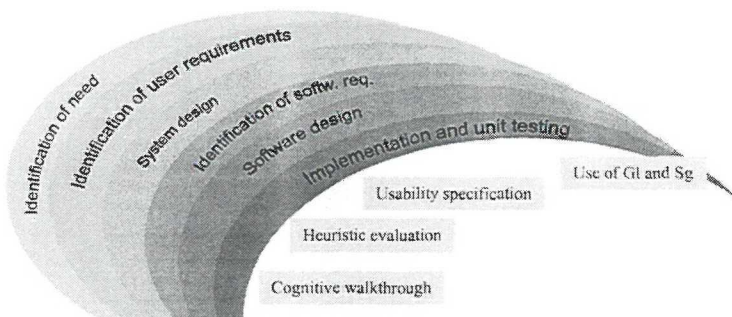 Identification of need
Identification of user requirements
System design
Identification of softw. req.
Software design
Implementation and unit testing
Use of Gl and Sg
Usability specification
Heuristic evaluation
Cognitive walkthrough